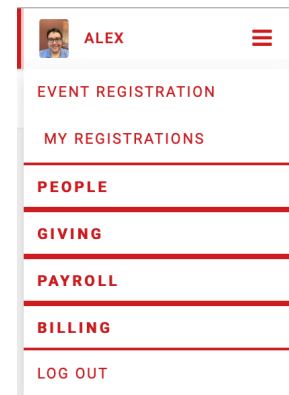 ALEX
EVENT REGISTRATION
MY REGISTRATIONS
PEOPLE
GIVING
PAYROLL
BILLING
LOG OUT